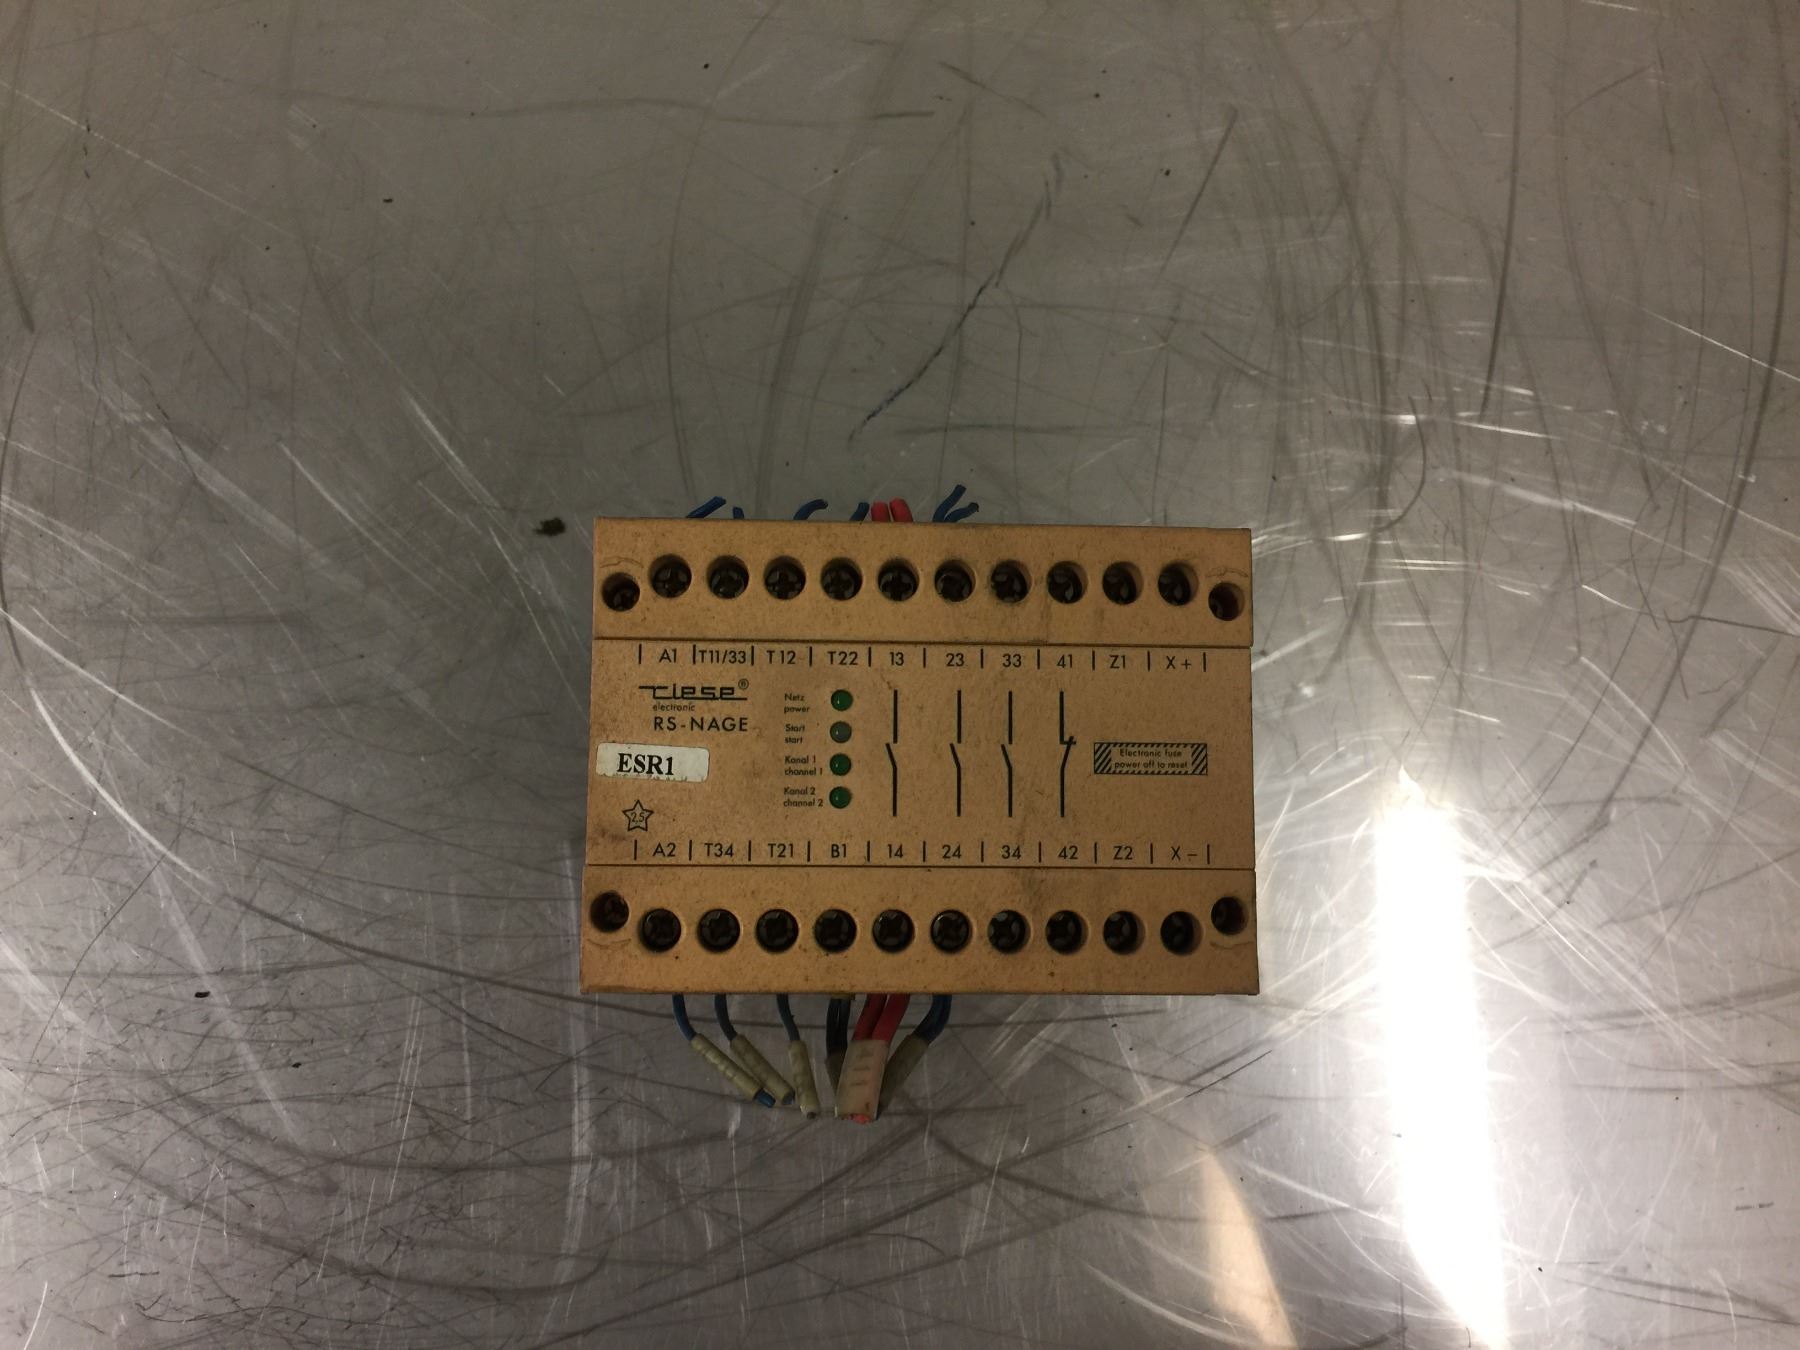 A1 T11/33 T12 T22 13 23 33 41 Z1 X+
riese®
electronic
RS-NAGE
ESR1
25
Netz
power
Start
start
Kanal 1
channel 1
Kanal 2
channel 2
Electronic fuse
power off to reset
A2 T34 T21 B1 14 24 34 42 Z2 X-